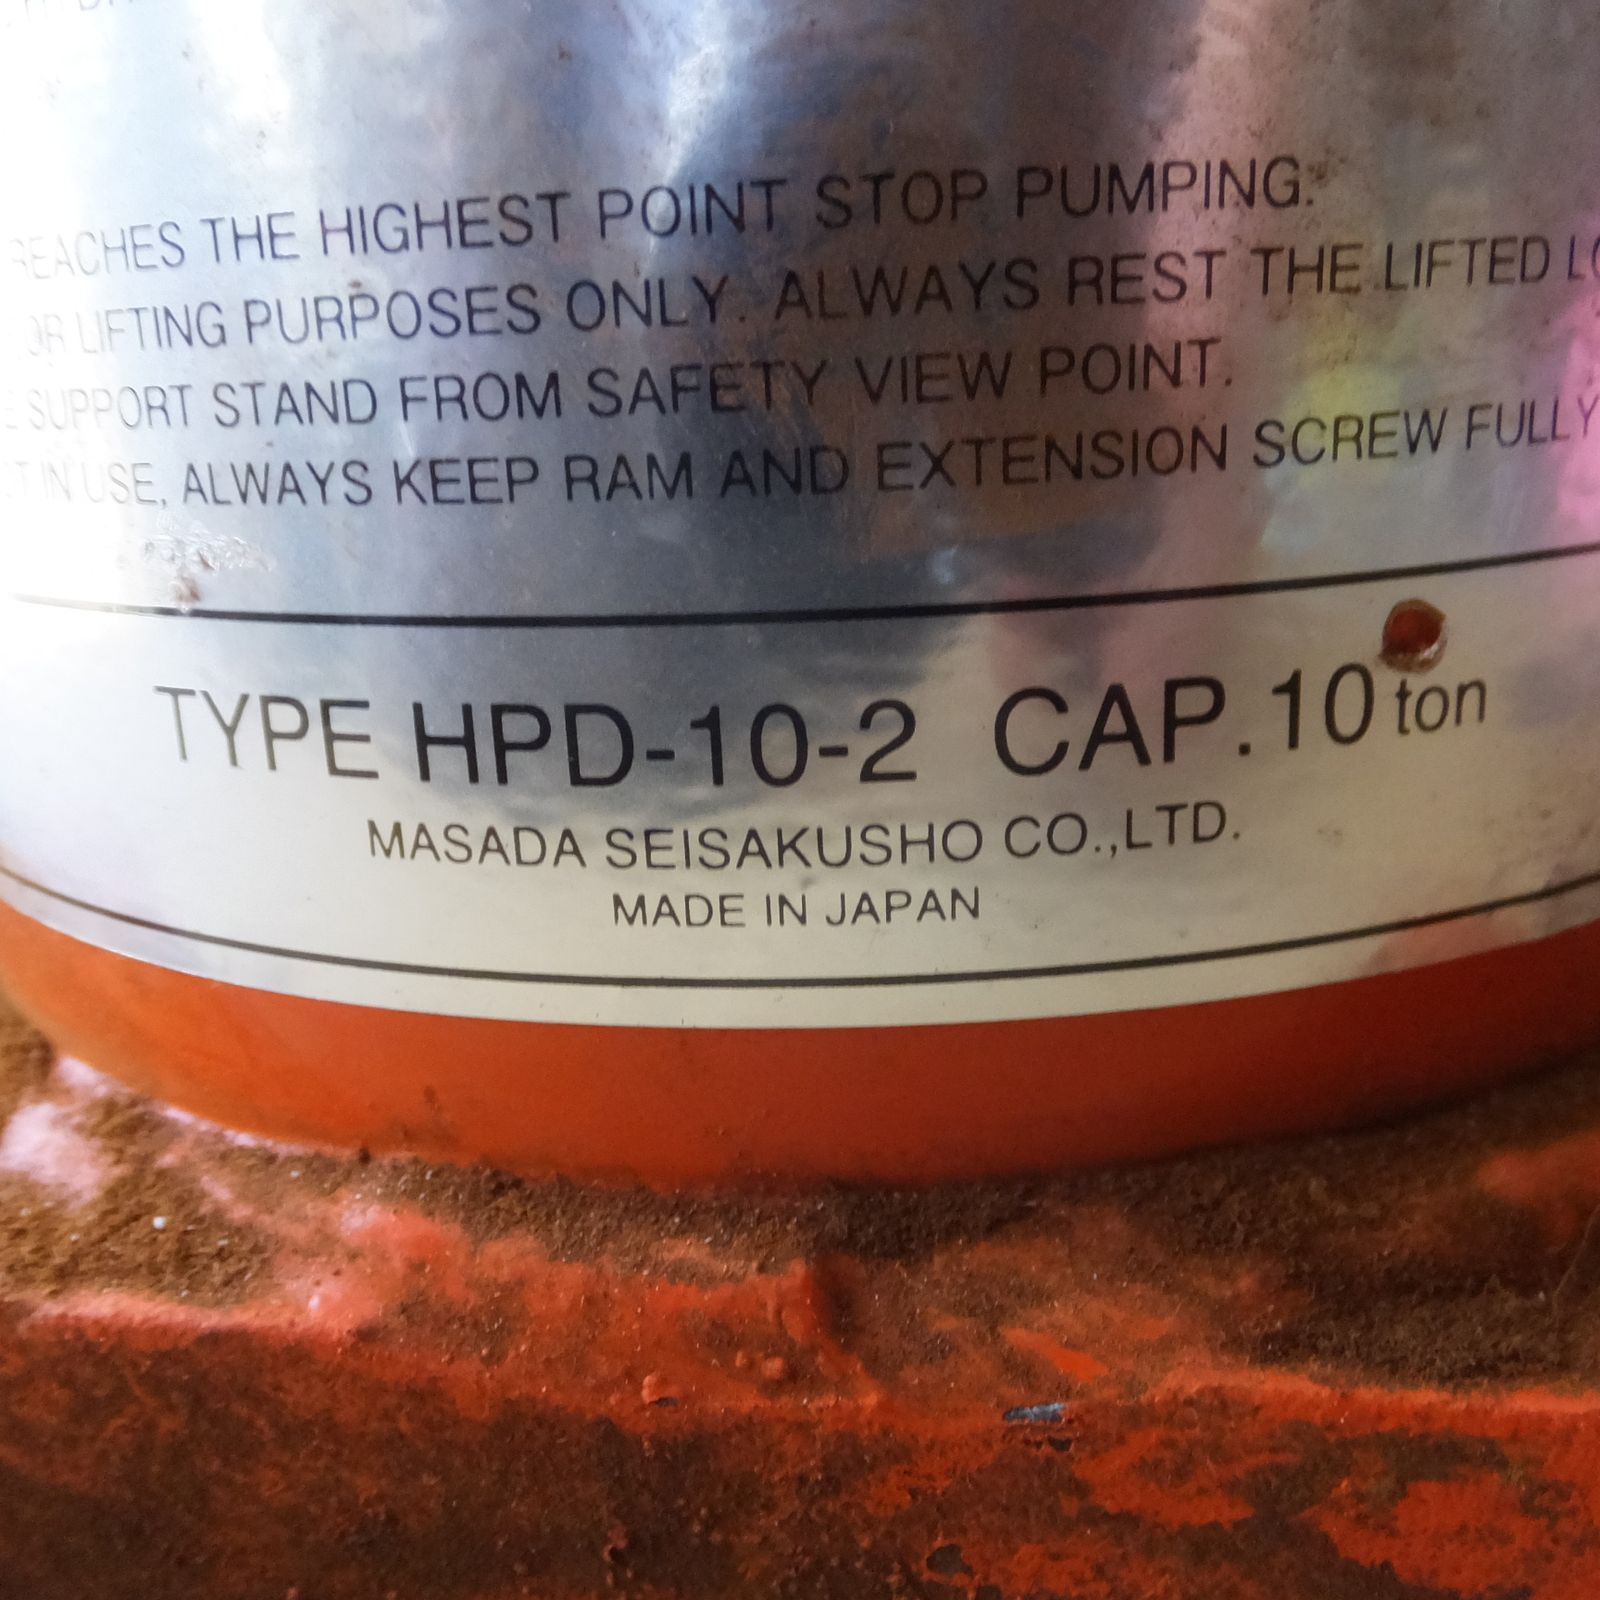 REACHES THE HIGHEST POINT STOP PUMPING.
OR LIFTING PURPOSES ONLY. ALWAYS REST THE LIFTED LO
SUPPORT STAND FROM SAFETY VIEW POINT.
T IN USE, ALWAYS KEEP RAM AND EXTENSION SCREW FULLY
TYPE HPD-10-2 CAP.10 ton
MASADA SEISAKUSHO CO.,LTD.
MADE IN JAPAN